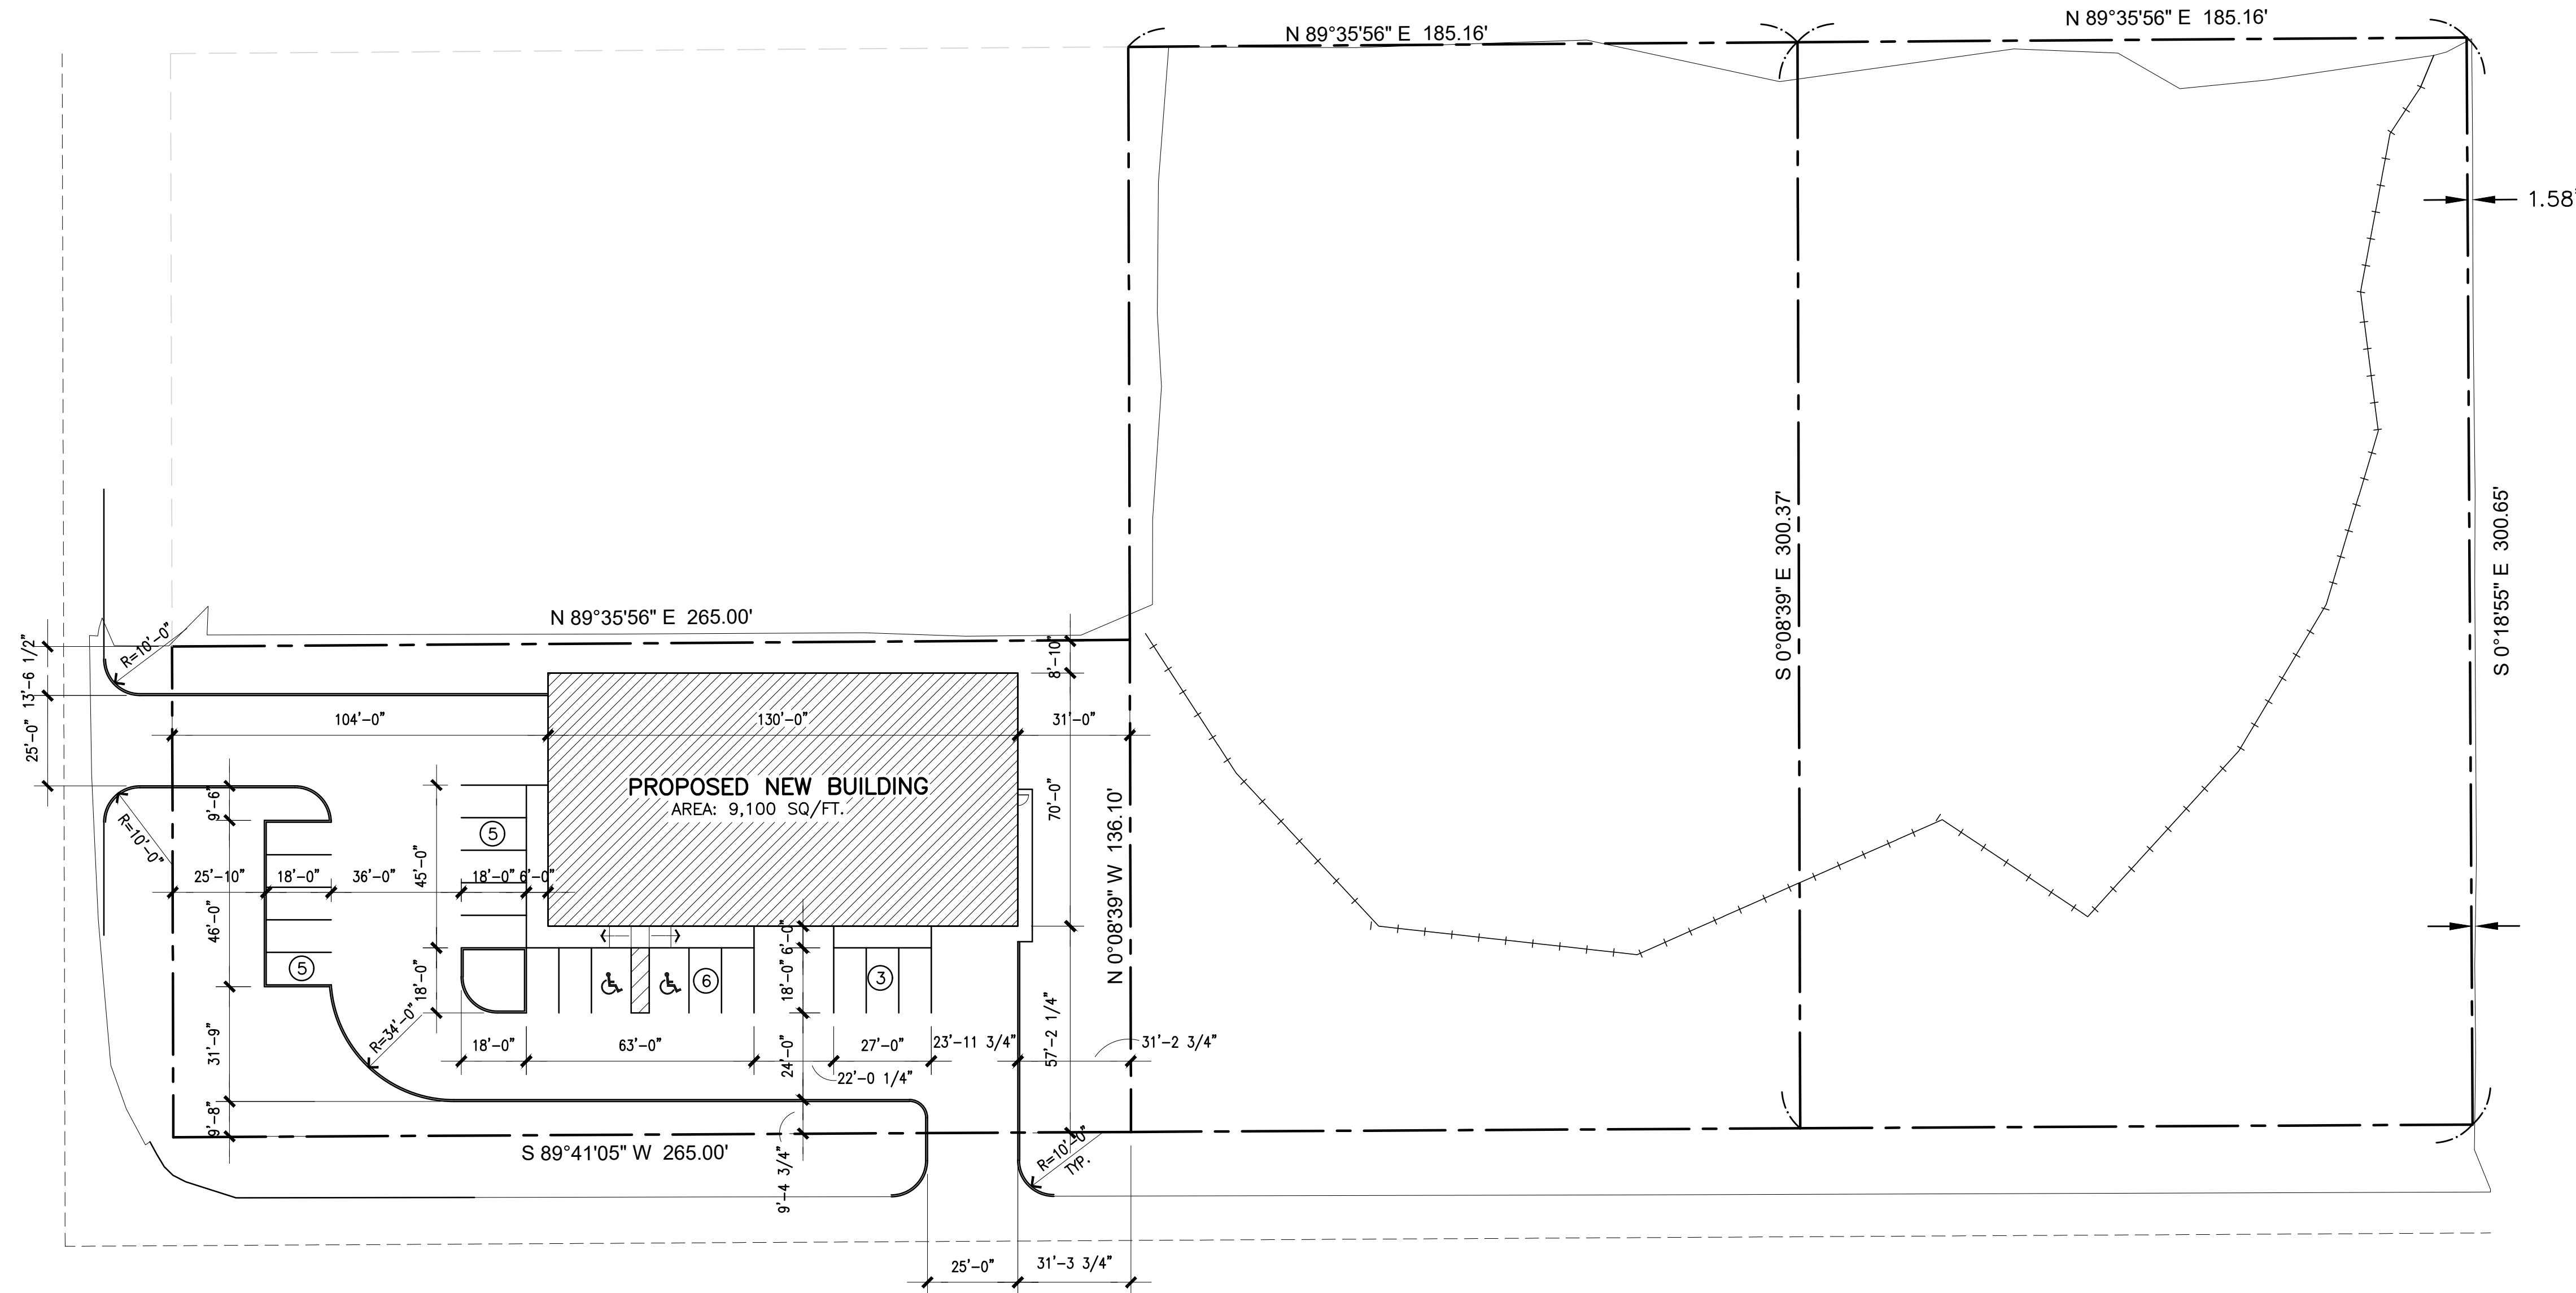 N 89°35'56" E 185.16'
N 89°35'56" E 185.16'
1.58'
S 0°08'39" E 300.37'
S 0°18'55" E 300.65'
N 89°35'56" E 265.00'
R=10'-0"
13'-6 1/2"
25'-0"
8'-10"
104'-0"
130'-0"
31'-0"
PROPOSED NEW BUILDING
AREA: 9,100 SQ/FT.
70'-0"
N 0°08'39" W 136.10'
9'-6"
R=10'-0"
5
25'-10"
18'-0"
36'-0"
45'-0"
18'-0"
6'-0"
46'-0"
5
6'-0"
18'-0"
18'-0"
6
3
R=34'-0"
31'-9"
18'-0"
63'-0"
24'-0"
27'-0"
23'-11 3/4"
57'-2 1/4"
31'-2 3/4"
22'-0 1/4"
9'-8"
S 89°41'05" W 265.00'
9'-4 3/4"
R=10'-0"
TYP.
25'-0"
31'-3 3/4"